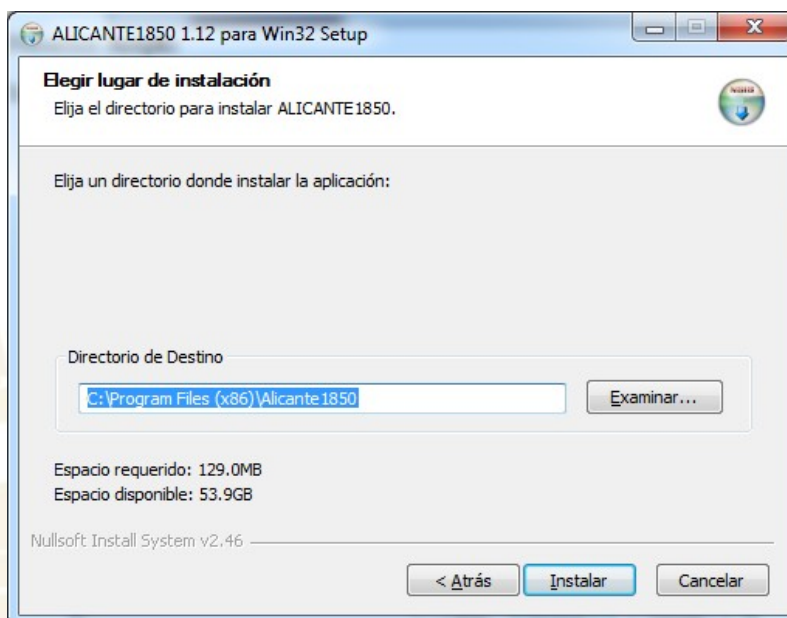 ALICANTE1850 1.12 para Win32 Setup
Elegir lugar de instalación
Elija el directorio para instalar ALICANTE1850.
Elija un directorio donde instalar la aplicación:
Directorio de Destino
C:\Program Files (x86)\Alicante1850
Examinar...
Espacio requerido: 129.0MB
Espacio disponible: 53.9GB
Nullsoft Install System v2.46
< Atrás
Instalar
Cancelar